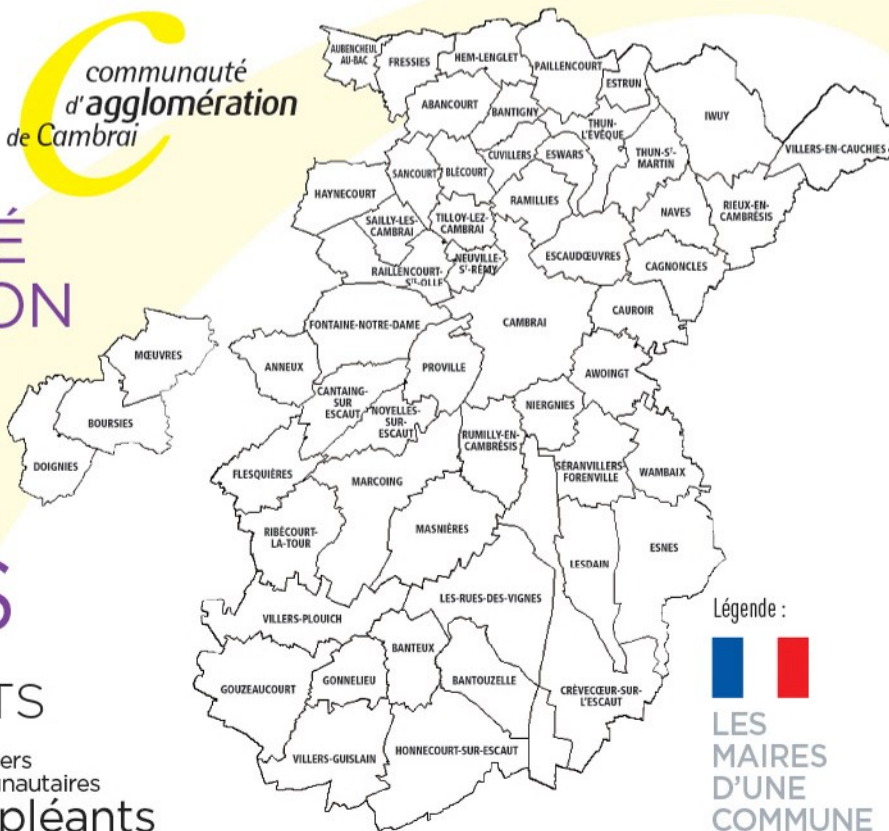 communauté
d'agglomération
de Cambrai
É
ON
S
TS
ers
nautaires
pléants
AUBENCHEUL
AU-BAC
FRESSIES
HEM-LENGLET
PAILLENCOURT
ESTRUN
ABANCOURT
BANTIGNY
THUN-
L'ÉVÊQUE
IWUY
VILLERS-EN-CAUCHIES
CUVILLERS
ESWARS
THUN-ST-
MARTIN
SANCOURT
BLÉCOURT
HAYNECOURT
RAMILLIES
NAVES
RIEUX-EN-
CAMBRÉSIS
SAILLY-LES-
CAMBRAI
TILLOY-LEZ-
CAMBRAI
ESCAUDŒUVRES
CAGNONCLES
RAILLENCOURT-
STE-OLLE
NEUVILLE-
ST-RÉMY
FONTAINE-NOTRE-DAME
CAMBRAI
CAUROIR
MŒUVRES
ANNEUX
PROVILLE
AWOINGT
CANTAING-
SUR
ESCAUT
NOYELLES-
SUR-
ESCAUT
NIERGNIES
BOURSIES
DOIGNIES
RUMILLY-EN-
CAMBRÉSIS
FLESQUIÈRES
MARCOING
SÉRANVILLERS-
FORENVILLE
WAMBAIX
RIBÉCOURT-
LA-TOUR
MASNIÈRES
LESDAIN
ESNES
VILLERS-PLOUICH
LES-RUES-DES-VIGNES
BANTEUX
GOUZEAUCOURT
GONNELIEU
BANTOUZELLE
CRÈVECŒUR-SUR-
L'ESCAUT
VILLERS-GUISLAIN
HONNECOURT-SUR-ESCAUT
Légende :
LES
MAIRES
D'UNE
COMMUNE